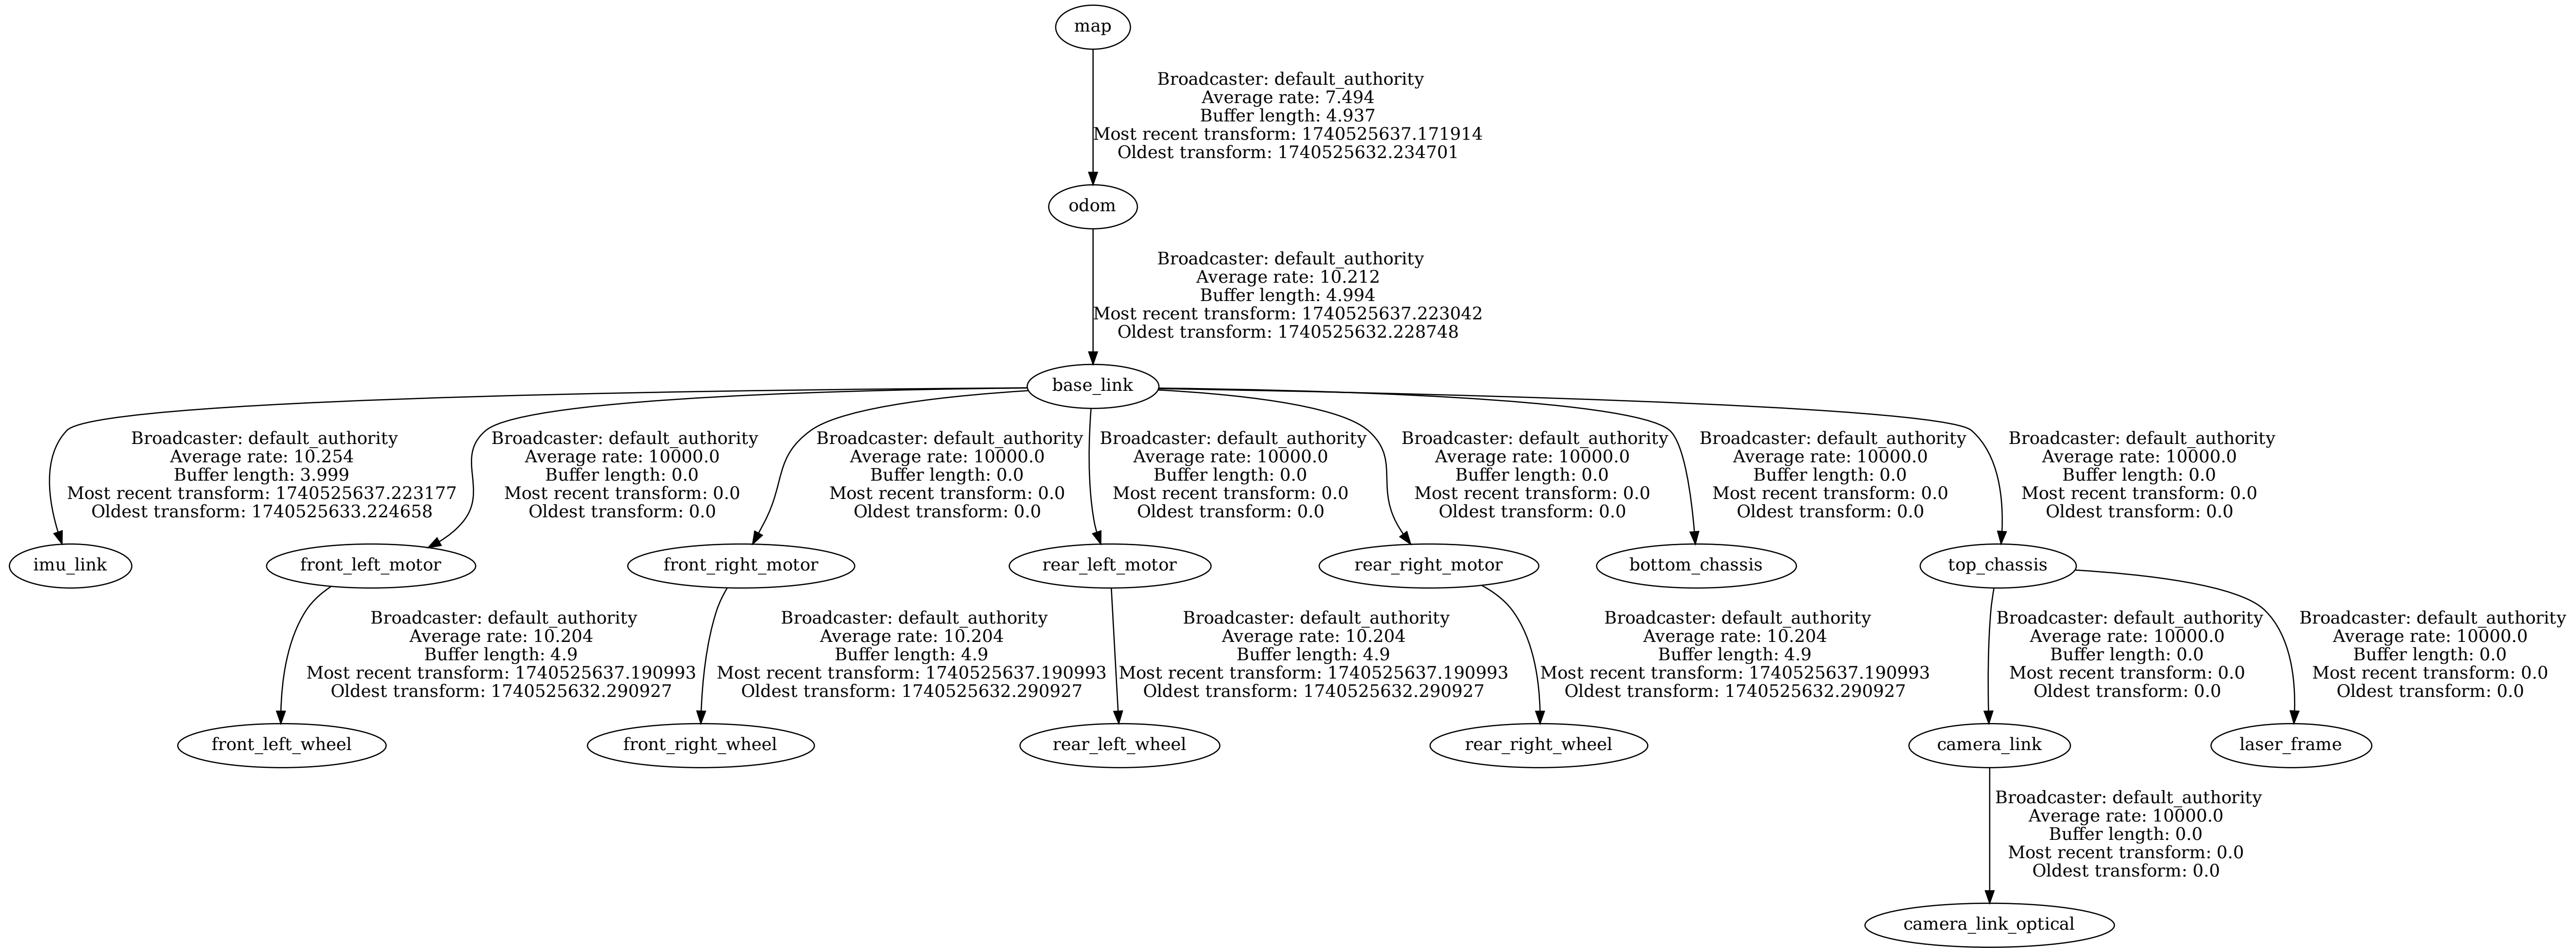 map
Broadcaster: default_authority
Average rate: 7.494
Buffer length: 4.937
Most recent transform: 1740525637.171914
Oldest transform: 1740525632.234701
odom
Broadcaster: default_authority
Average rate: 10.212
Buffer length: 4.994
Most recent transform: 1740525637.223042
Oldest transform: 1740525632.228748
base_link
Broadcaster: default_authority
Average rate: 10.254
Buffer length: 3.999
Most recent transform: 1740525637.223177
Oldest transform: 1740525633.224658
Broadcaster: default_authority
Average rate: 10000.0
Buffer length: 0.0
Most recent transform: 0.0
Oldest transform: 0.0
Broadcaster: default_authority
Average rate: 10000.0
Buffer length: 0.0
Most recent transform: 0.0
Oldest transform: 0.0
Broadcaster: default_authority
Average rate: 10000.0
Buffer length: 0.0
Most recent transform: 0.0
Oldest transform: 0.0
Broadcaster: default_authority
Average rate: 10000.0
Buffer length: 0.0
Most recent transform: 0.0
Oldest transform: 0.0
Broadcaster: default_authority
Average rate: 10000.0
Buffer length: 0.0
Most recent transform: 0.0
Oldest transform: 0.0
Broadcaster: default_authority
Average rate: 10000.0
Buffer length: 0.0
Most recent transform: 0.0
Oldest transform: 0.0
imu_link
front_left_motor
front_right_motor
rear_left_motor
rear_right_motor
bottom_chassis
top_chassis
Broadcaster: default_authority
Average rate: 10.204
Buffer length: 4.9
Most recent transform: 1740525637.190993
Oldest transform: 1740525632.290927
Broadcaster: default_authority
Average rate: 10.204
Buffer length: 4.9
Most recent transform: 1740525637.190993
Oldest transform: 1740525632.290927
Broadcaster: default_authority
Average rate: 10.204
Buffer length: 4.9
Most recent transform: 1740525637.190993
Oldest transform: 1740525632.290927
Broadcaster: default_authority
Average rate: 10.204
Buffer length: 4.9
Most recent transform: 1740525637.190993
Oldest transform: 1740525632.290927
Broadcaster: default_authority
Average rate: 10000.0
Buffer length: 0.0
Most recent transform: 0.0
Oldest transform: 0.0
Broadcaster: default_authority
Average rate: 10000.0
Buffer length: 0.0
Most recent transform: 0.0
Oldest transform: 0.0
front_left_wheel
front_right_wheel
rear_left_wheel
rear_right_wheel
camera_link
laser_frame
Broadcaster: default_authority
Average rate: 10000.0
Buffer length: 0.0
Most recent transform: 0.0
Oldest transform: 0.0
camera_link_optical